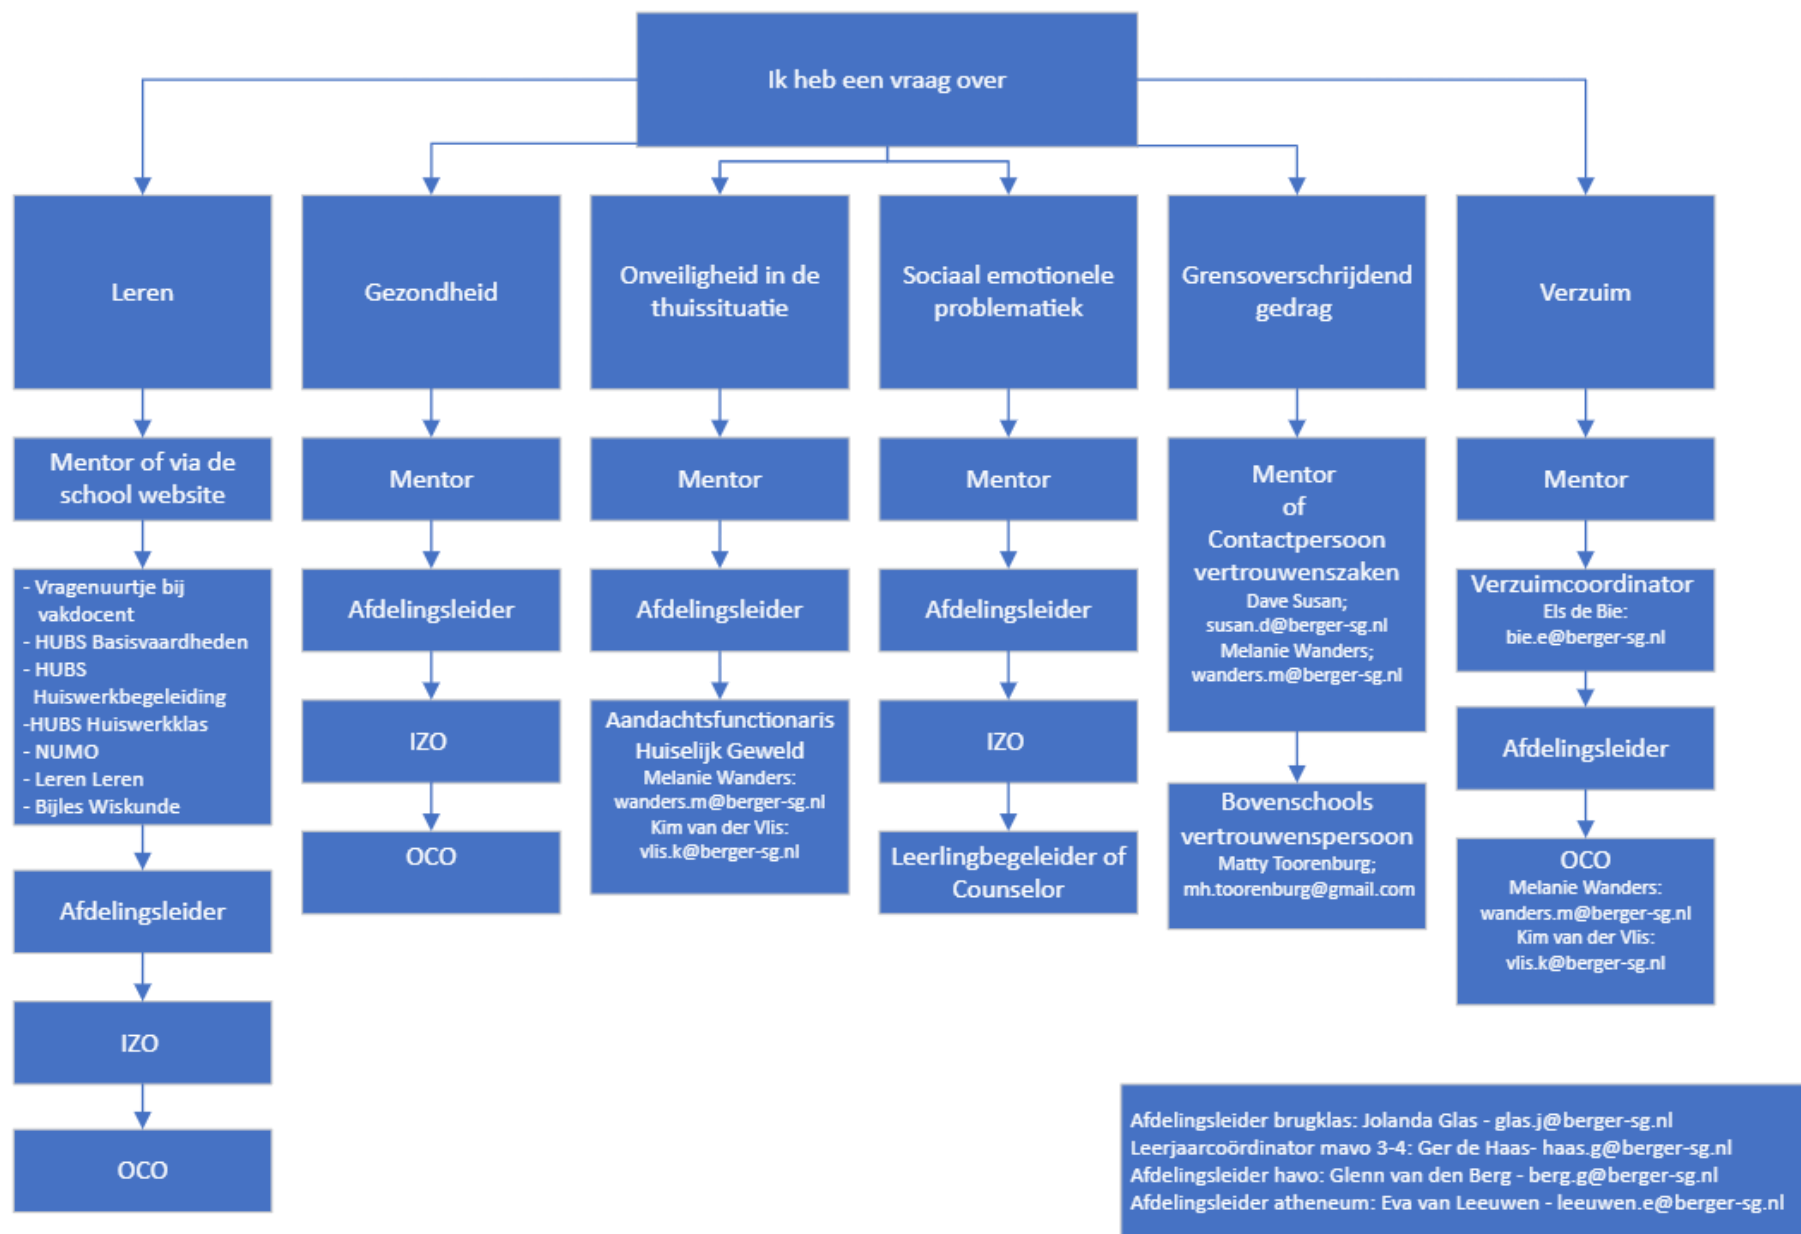 Ik heb een vraag over
Leren
Mentor of via de
school website
- Vragenuurtje bij
vakdocent
- HUBS Basisvaardheden
- HUBS
Huiswerkbegeleiding
-HUBS Huiswerkklas
- NUMO
- Leren Leren
- Bijles Wiskunde
Afdelingsleider
IZO
OCO
Gezondheid
Mentor
Afdelingsleider
IZO
OCO
Onveiligheid in de
thuissituatie
Mentor
Afdelingsleider
Aandachtsfunctionaris
Huiselijk Geweld
Melanie Wanders:
wanders.m@berger-sg.nl
Kim van der Vlis:
vlis.k@berger-sg.nl
Sociaal emotionele
problematiek
Mentor
Afdelingsleider
IZO
Leerlingbegeleider of
Counselor
Grensoverschrijdend
gedrag
Mentor
of
Contactpersoon
vertrouwenszaken
Dave Susan;
susan.d@berger-sg.nl
Melanie Wanders;
wanders.m@berger-sg.nl
Bovenschools
vertrouwenspersoon
Matty Toorenburg;
mh.toorenburg@gmail.com
Verzuim
Mentor
Verzuimcoordinator
Els de Bie:
bie.e@berger-sg.nl
Afdelingsleider
OCO
Melanie Wanders:
wanders.m@berger-sg.nl
Kim van der Vlis:
vlis.k@berger-sg.nl
Afdelingsleider brugklas: Jolanda Glas - glas.j@berger-sg.nl
Leerjaarcoördinator mavo 3-4: Ger de Haas- haas.g@berger-sg.nl
Afdelingsleider havo: Glenn van den Berg - berg.g@berger-sg.nl
Afdelingsleider atheneum: Eva van Leeuwen - leeuwen.e@berger-sg.nl